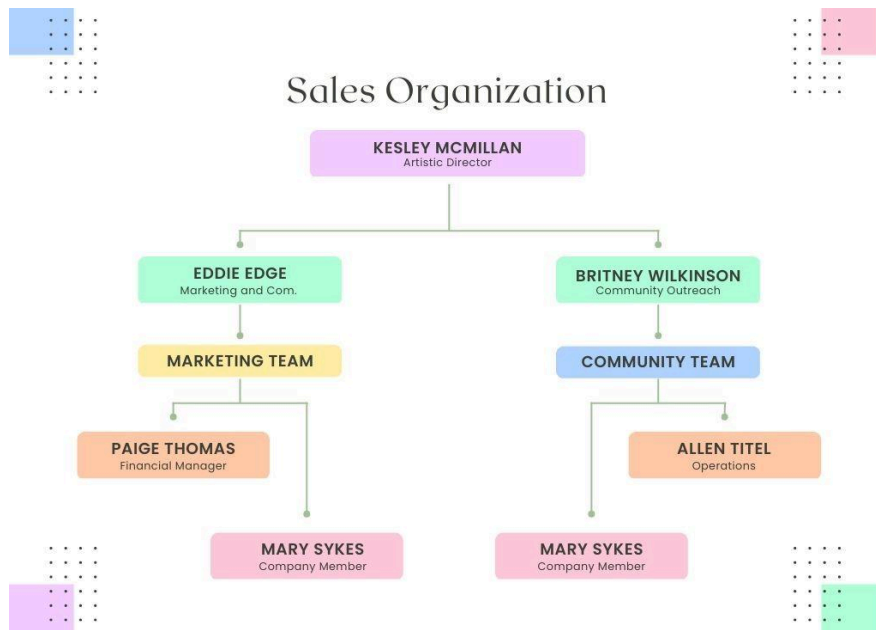 Sales Organization
KESLEY MCMILLAN
Artistic Director
EDDIE EDGE
Marketing and Com.
BRITNEY WILKINSON
Community Outreach
MARKETING TEAM
COMMUNITY TEAM
PAIGE THOMAS
Financial Manager
ALLEN TITEL
Operations
MARY SYKES
Company Member
MARY SYKES
Company Member